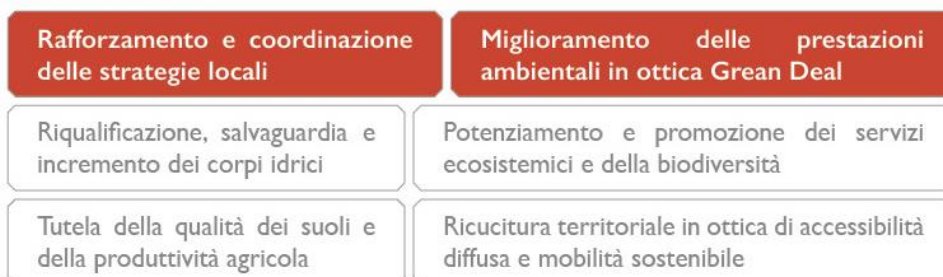 Rafforzamento e coordinazione
delle strategie locali
Miglioramento delle prestazioni
ambientali in ottica Grean Deal
Riqualificazione, salvaguardia e
incremento dei corpi idrici
Potenziamento e promozione dei servizi
ecosistemici e della biodiversità
Tutela della qualità dei suoli e
della produttività agricola
Ricucitura territoriale in ottica di accessibilità
diffusa e mobilità sostenibile